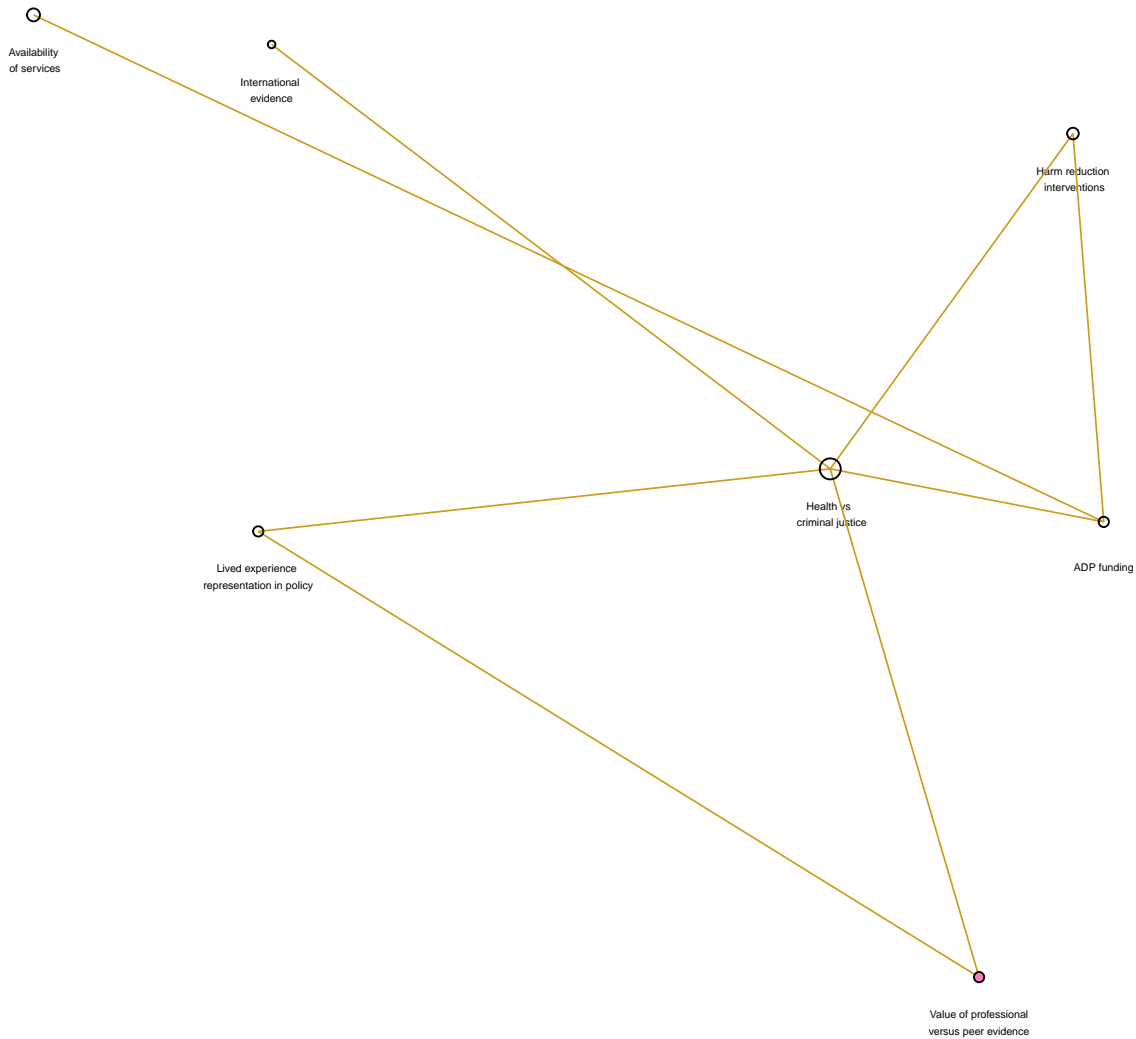 Availability
of services
International
evidence
Harm reduction
interventions
Health vs
criminal justice
Lived experience
representation in policy
ADP funding
Value of professional
versus peer evidence